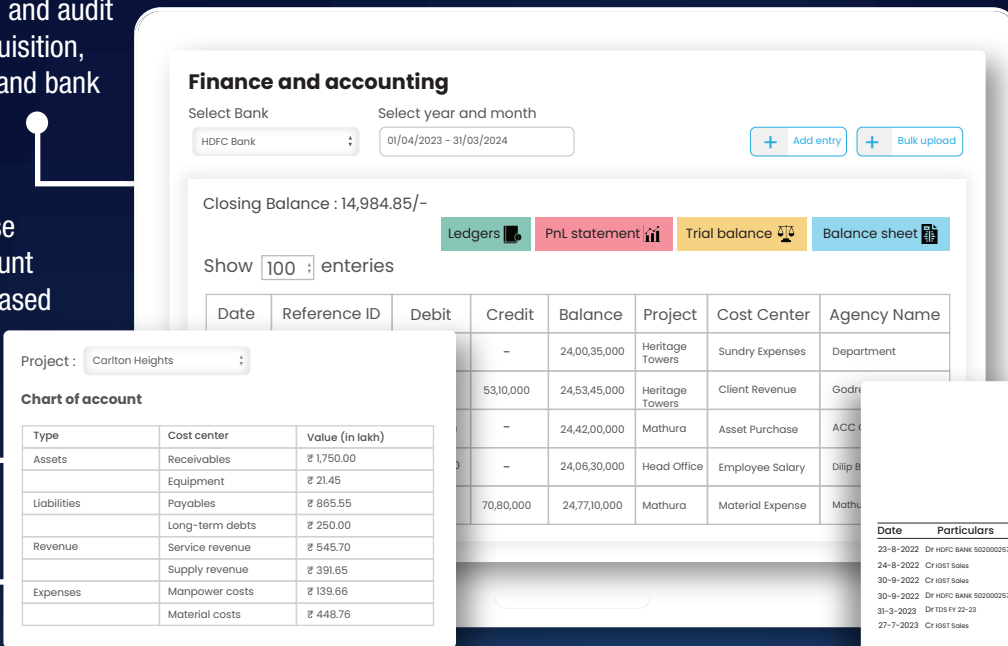 and audit
and bank
Finance and accounting
Select Bank
Select year and month
HDFC Bank
01/04/2023 - 31/03/2024
+ Add entry
+ Bulk upload
Closing Balance : 14,984.85/-
Ledgers
PnL statement
Trial balance
Balance sheet
Show 100 enteries
Date Reference ID Debit Credit Balance Project Cost Center Agency Name
- 24,00,35,000 Heritage Towers Sundry Expenses Department
53,10,000 24,53,45,000 Heritage Towers Client Revenue
- 24,42,00,000 Mathura Asset Purchase ACC
- 24,06,30,000 Head Office Employee Salary Dilip
70,80,000 24,77,10,000 Mathura Material Expense
Project : Carlton Heights
Chart of account
Type Cost center Value (in lakh)
Assets Receivables ₹ 1,750.00
Equipment ₹ 21.45
Liabilities Payables ₹ 865.55
Long-term debts ₹ 250.00
Revenue Service revenue ₹ 545.70
Supply revenue ₹ 391.65
Expenses Manpower costs ₹ 139.66
Material costs ₹ 448.76
Date Particulars
23-8-2022 Dr HDFC BANK 502000257
24-8-2022 Cr IGST Sales
30-9-2022 Cr IGST Sales
30-9-2022 Dr HDFC BANK 502000257
31-3-2023 Dr TDS FY 22-23
27-7-2023 Cr IGST Sales